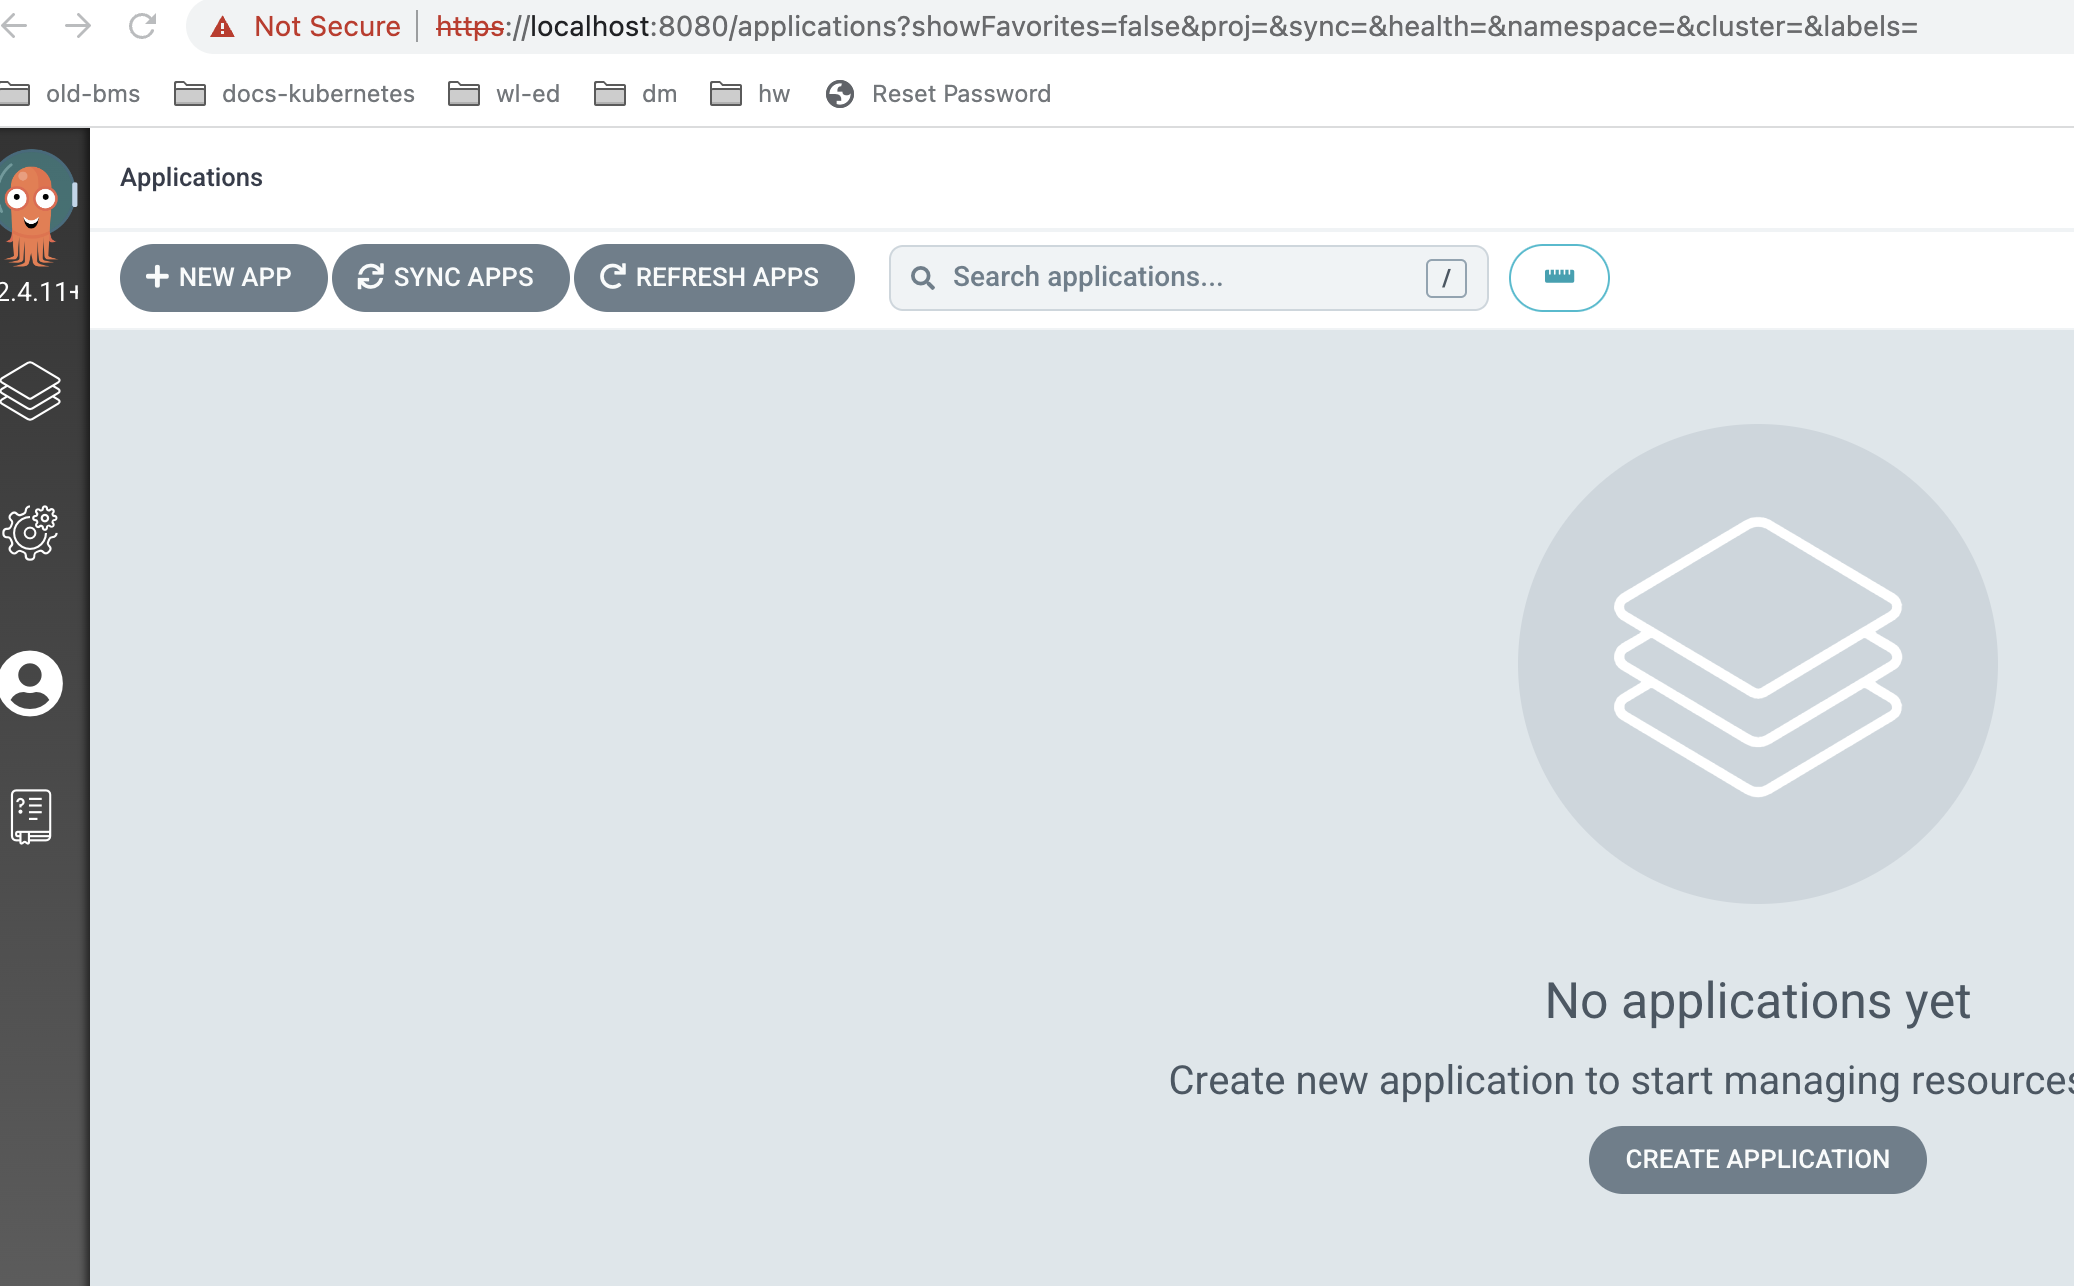 Not Secure https://localhost:8080/applications?showFavorites=false&proj=&sync=&health=&namespace=&cluster=&labels=
old-bms docs-kubernetes wl-ed dm hw Reset Password
Applications
NEW APP SYNC APPS REFRESH APPS Search applications... /
2.4.11+
No applications yet
Create new application to start managing resources
CREATE APPLICATION